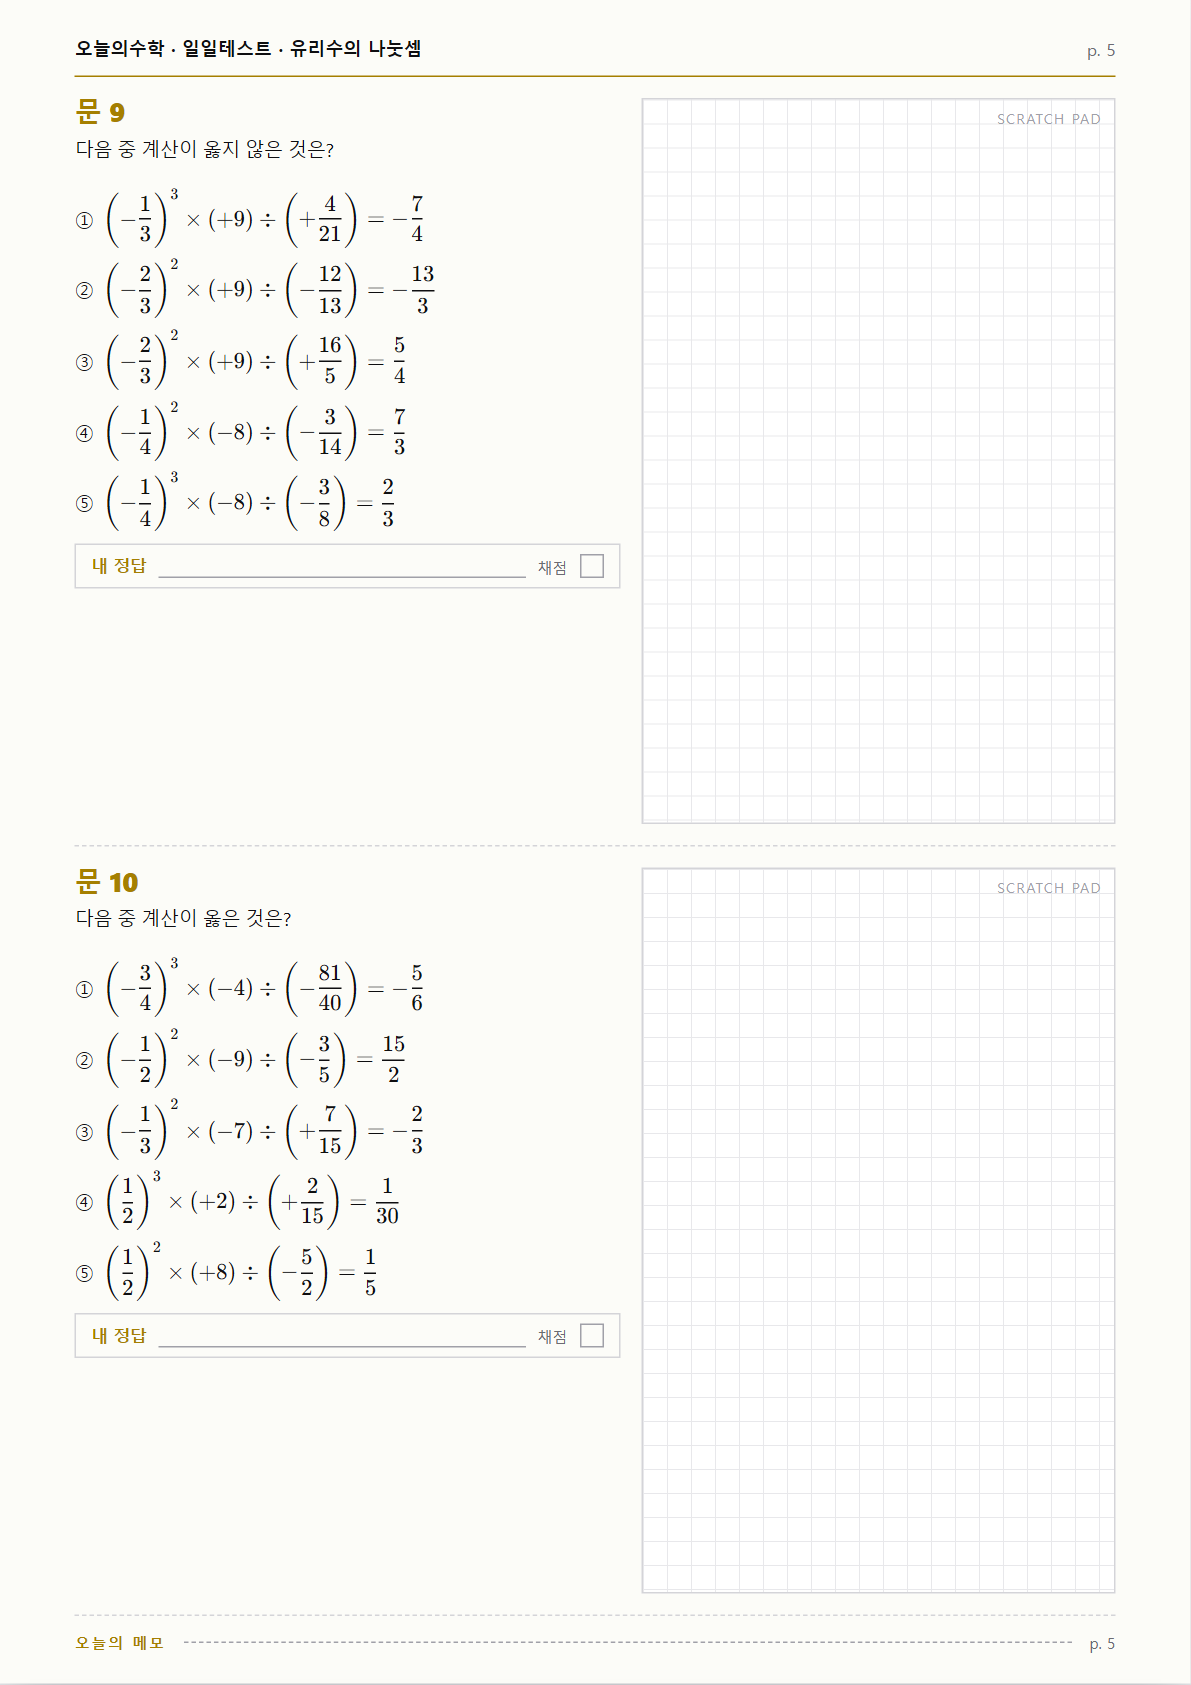 오늘의수학 · 일일테스트 · 유리수의 나눗셈 p. 5
문 9
다음 중 계산이 옳지 않은 것은?
① (−1/3)³ × (+9) ÷ (+4/21) = −7/4
② (−2/3)² × (+9) ÷ (−12/13) = −13/3
③ (−2/3)² × (+9) ÷ (+16/5) = 5/4
④ (−1/4)² × (−8) ÷ (−3/14) = 7/3
⑤ (−1/4)³ × (−8) ÷ (−3/8) = 2/3
내 정답 채점
SCRATCH PAD
문 10
다음 중 계산이 옳은 것은?
① (−3/4)³ × (−4) ÷ (−81/40) = −5/6
② (−1/2)² × (−9) ÷ (−3/5) = 15/2
③ (−1/3)² × (−7) ÷ (+7/15) = −2/3
④ (1/2)³ × (+2) ÷ (+2/15) = 1/30
⑤ (1/2)² × (+8) ÷ (−5/2) = 1/5
내 정답 채점
SCRATCH PAD
오늘의 메모 p. 5